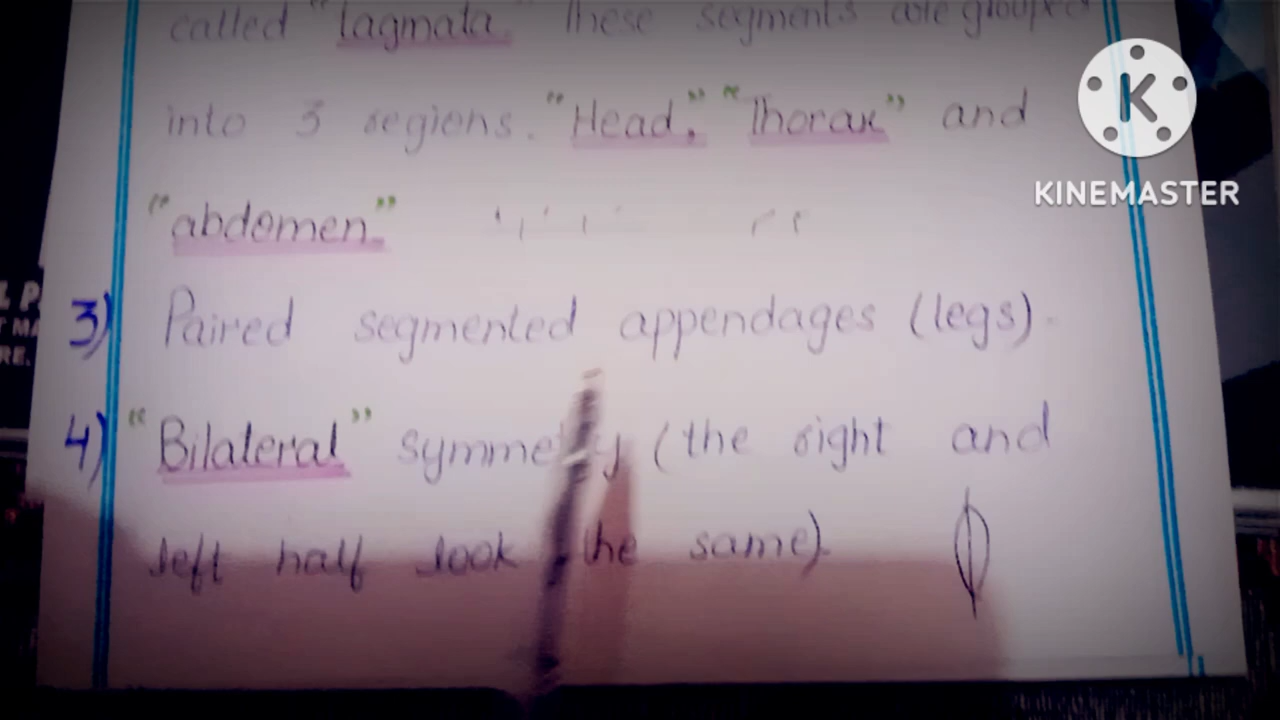 called "Tagmata." These segments are grouped
into 3 regions. "Head," "Thorax" and
"abdomen"
3) Paired segmented appendages (legs).
4) "Bilateral" symmetry (the right and
left half look the same).
K
KINEMASTER